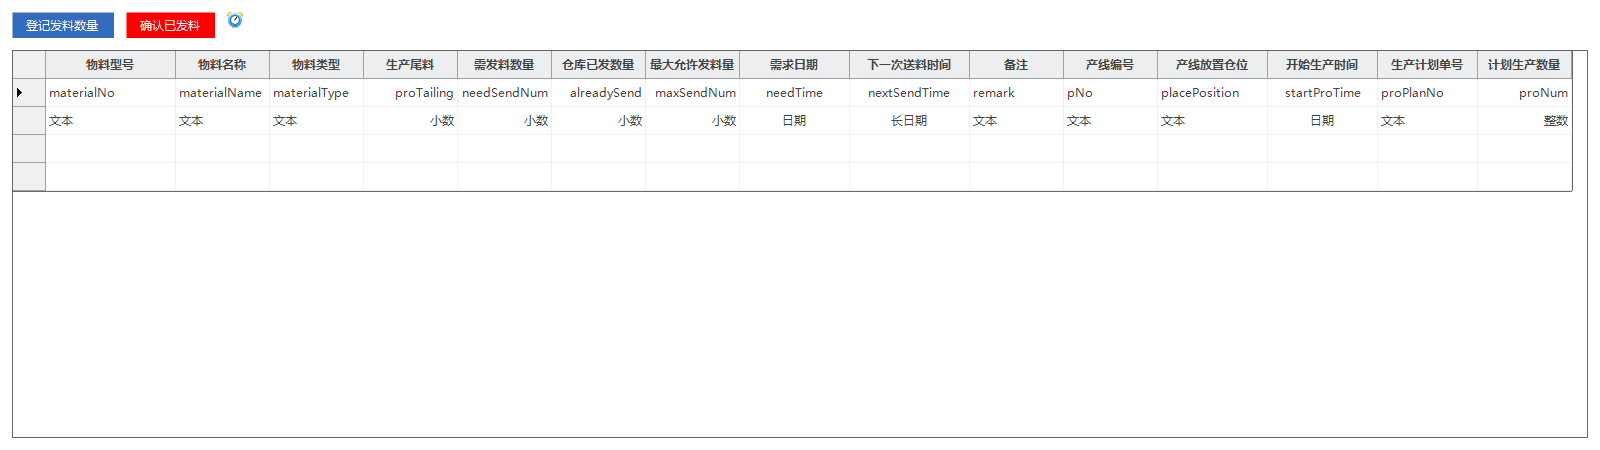 登记发料数量 确认已发料
物料型号 物料名称 物料类型 生产尾料 需发料数量 仓库已发数量 最大允许发料量 需求日期 下一次送料时间 备注 产线编号 产线放置仓位 开始生产时间 生产计划单号 计划生产数量
materialNo materialName materialType proTailing needSendNum alreadySend maxSendNum needTime nextSendTime remark pNo placePosition startProTime proPlanNo proNum
文本 文本 文本 小数 小数 小数 小数 日期 长日期 文本 文本 文本 日期 文本 整数